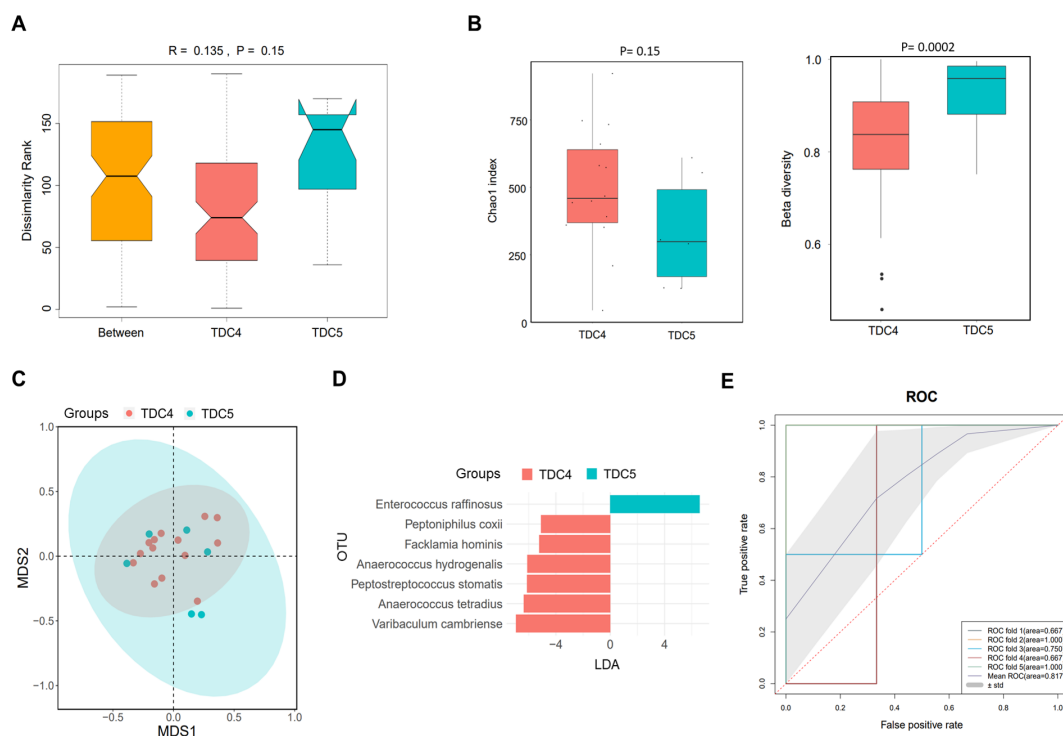 A
R = 0.135 , P = 0.15
Dissimlarity Rank
150
100
50
0
Between
TDC4
TDC5
B
P= 0.15
Chao1 index
750
500
250
0
TDC4
TDC5
P= 0.0002
Beta diversity
1.0
0.8
0.6
TDC4
TDC5
C
Groups TDC4 TDC5
MDS2
1.0
0.5
0.0
−0.5
−1.0
−0.5 0.0 0.5 1.0
MDS1
D
Groups TDC4 TDC5
OTU
Enterococcus raffinosus
Peptoniphilus coxii
Facklamia hominis
Anaerococcus hydrogenalis
Peptostreptococcus stomatis
Anaerococcus tetradius
Varibaculum cambriense
−4 0 4
LDA
E
ROC
True positive rate
1.0
0.8
0.6
0.4
0.2
0.0
0.0 0.2 0.4 0.6 0.8 1.0
False positive rate
ROC fold 1(area=0.667
ROC fold 2(area=1.000
ROC fold 3(area=0.750
ROC fold 4(area=0.667
ROC fold 5(area=1.000
Mean ROC(area=0.817
± std